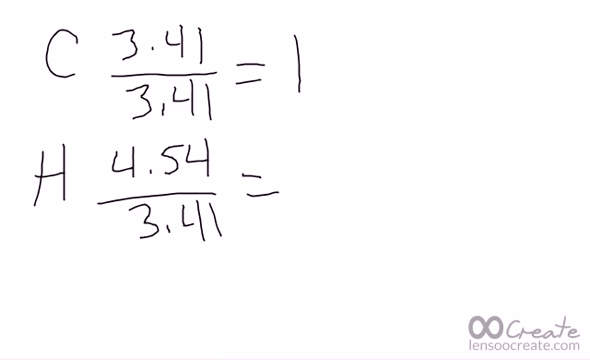 C 3.41/3.41 = 1
H 4.54/3.41 =
Create
lensoocreate.com